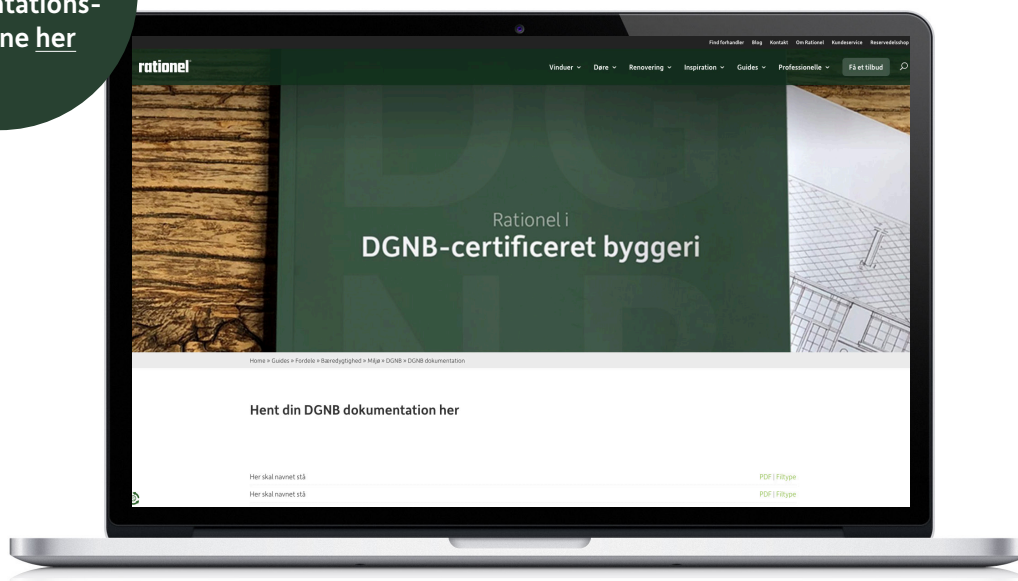 ne her
Find forhandler Blog Kontakt Om Rationel Kundeservice Reservedelsshop
rationel
Vinduer Døre Renovering Inspiration Guides Professionelle Få et tilbud
Rationel i
DGNB-certificeret byggeri
Home » Guides » Fordele » Bæredygtighed » Miljø » DGNB » DGNB dokumentation
Hent din DGNB dokumentation her
Her skal navnet stå PDF | Filtype
Her skal navnet stå PDF | Filtype